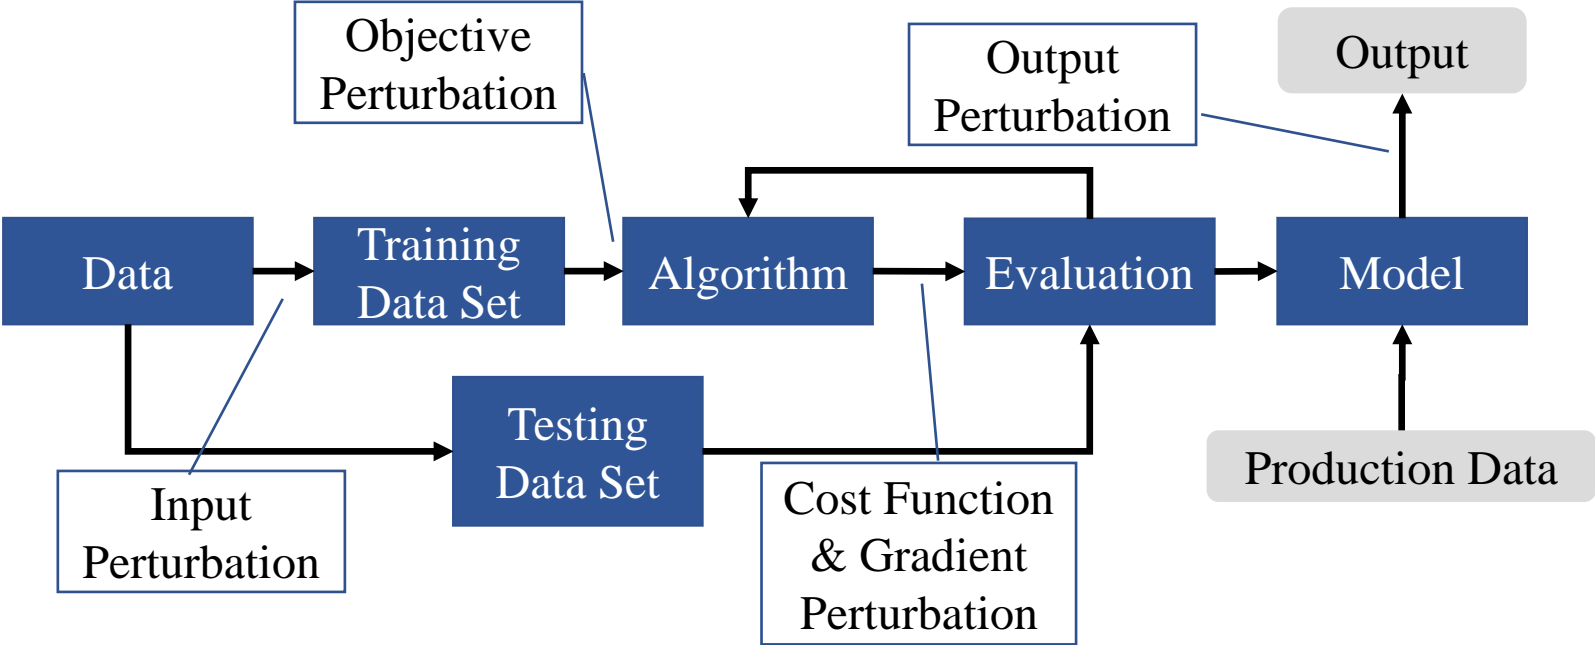 Objective
Perturbation
Output
Perturbation
Output
Data
Training
Data Set
Algorithm
Evaluation
Model
Testing
Data Set
Production Data
Input
Perturbation
Cost Function
& Gradient
Perturbation